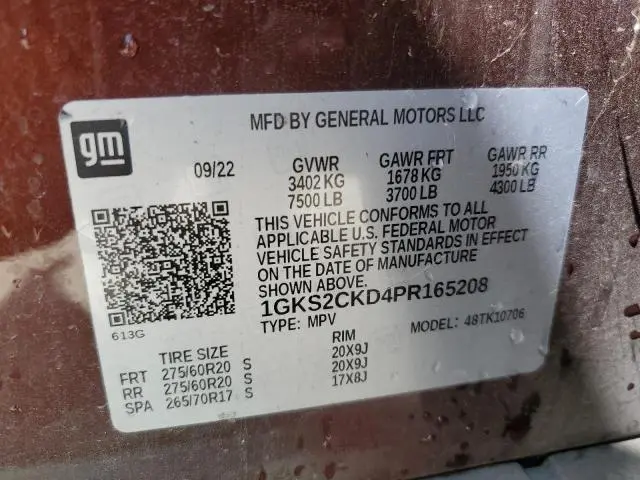 gm
MFD BY GENERAL MOTORS LLC
09/22 GVWR GAWR FRT GAWR RR
3402 KG 1678 KG 1950 KG
7500 LB 3700 LB 4300 LB
THIS VEHICLE CONFORMS TO ALL
APPLICABLE U.S. FEDERAL MOTOR
VEHICLE SAFETY STANDARDS IN EFFECT
ON THE DATE OF MANUFACTURE
SHOWN ABOVE.
1GKS2CKD4PR165208
TYPE: MPV MODEL: 48TK10706
613G
TIRE SIZE RIM
FRT 275/60R20 S 20X9J
RR 275/60R20 S 20X9J
SPA 265/70R17 S 17X8J